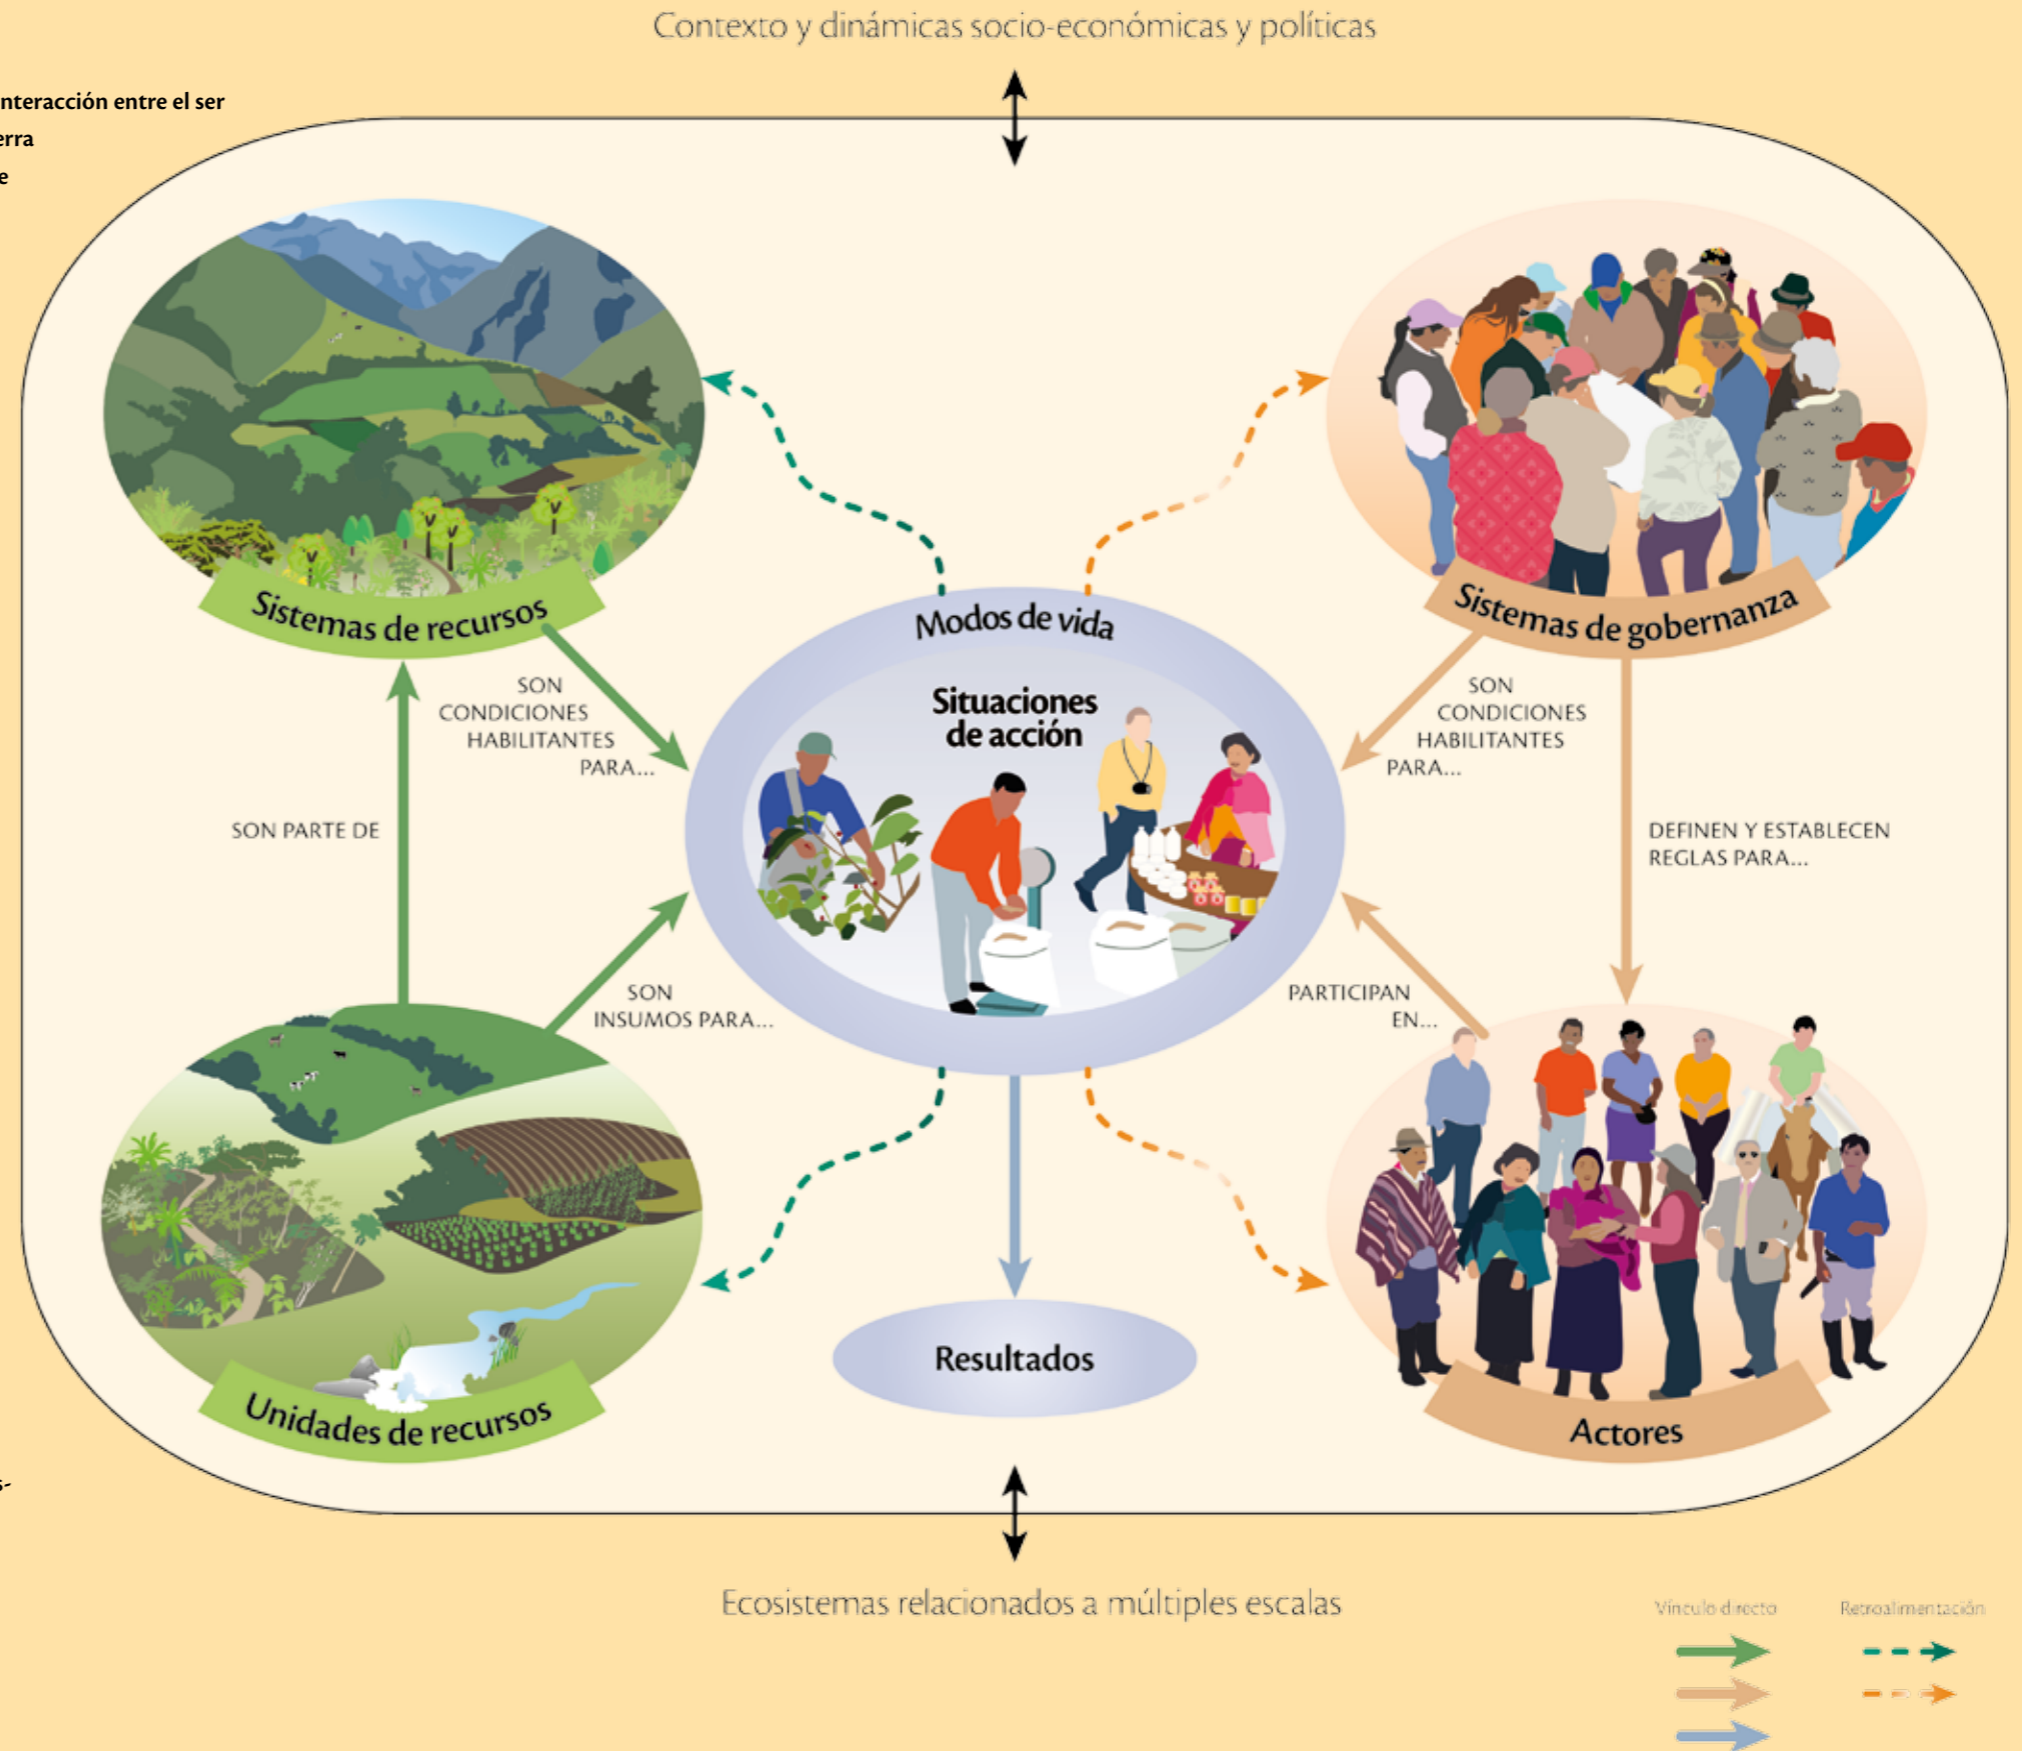 Contexto y dinámicas socio-económicas y políticas
nteracción entre el ser
erra
e
Sistemas de recursos
Sistemas de gobernanza
Modos de vida
Situaciones
de acción
SON
CONDICIONES
HABILITANTES
PARA...
SON
CONDICIONES
HABILITANTES
PARA...
SON PARTE DE
DEFINEN Y ESTABLECEN
REGLAS PARA...
SON
INSUMOS PARA...
PARTICIPAN
EN...
Resultados
Unidades de recursos
Actores
s-
Ecosistemas relacionados a múltiples escalas
Vínculo directo
Retroalimentación